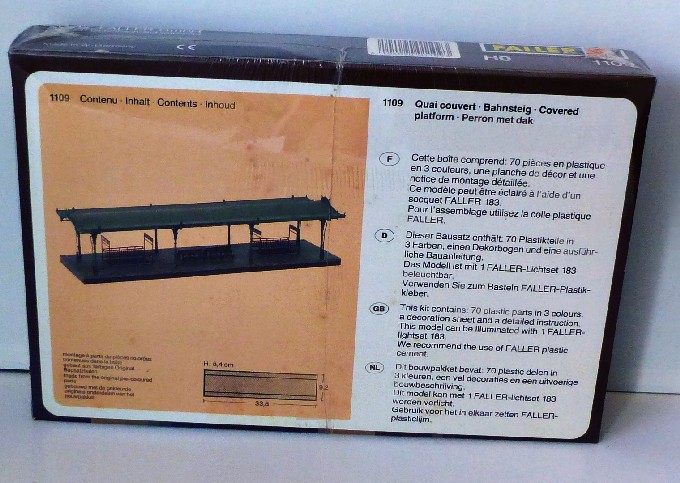 FALLER
H0
1109 Contenu · Inhalt · Contents · Inhoud
H: 8,4 cm
9,2
33,8
1109 Quai couvert · Bahnsteig · Covered
platform · Perron met dak
F
Cette boîte comprend: 70 pièces en plastique
en 3 couleurs, une planche de décor et une
notice de montage détaillée.
Ce modèle peut être éclairé à l'aide d'un
socquet FALLER 183.
Pour l'assemblage utilisez la colle plastique
FALLER.
D
Dieser Bausatz enthält: 70 Plastikteile in
3 Farben, einen Dekorbogen und eine ausführ-
liche Bauanleitung.
Das Modell ist mit 1 FALLER-Lichtset 183
beleuchtbar.
Verwenden Sie zum Basteln FALLER-Plastik-
kleber.
GB
This kit contains: 70 plastic parts in 3 colours,
a decoration sheet and a detailed instruction.
This model can be illuminated with 1 FALLER-
lightset 183.
We recommend the use of FALLER plastic
cement.
NL
Dit bouwpakket bevat: 70 plastic delen in
3 kleuren, een vel decoraties en een uitvoerige
bouwbeschrijving.
Dit model kan met 1 FALLER-lichtset 183
worden verlicht.
Gebruik voor het in elkaar zetten FALLER-
plasticlijm.